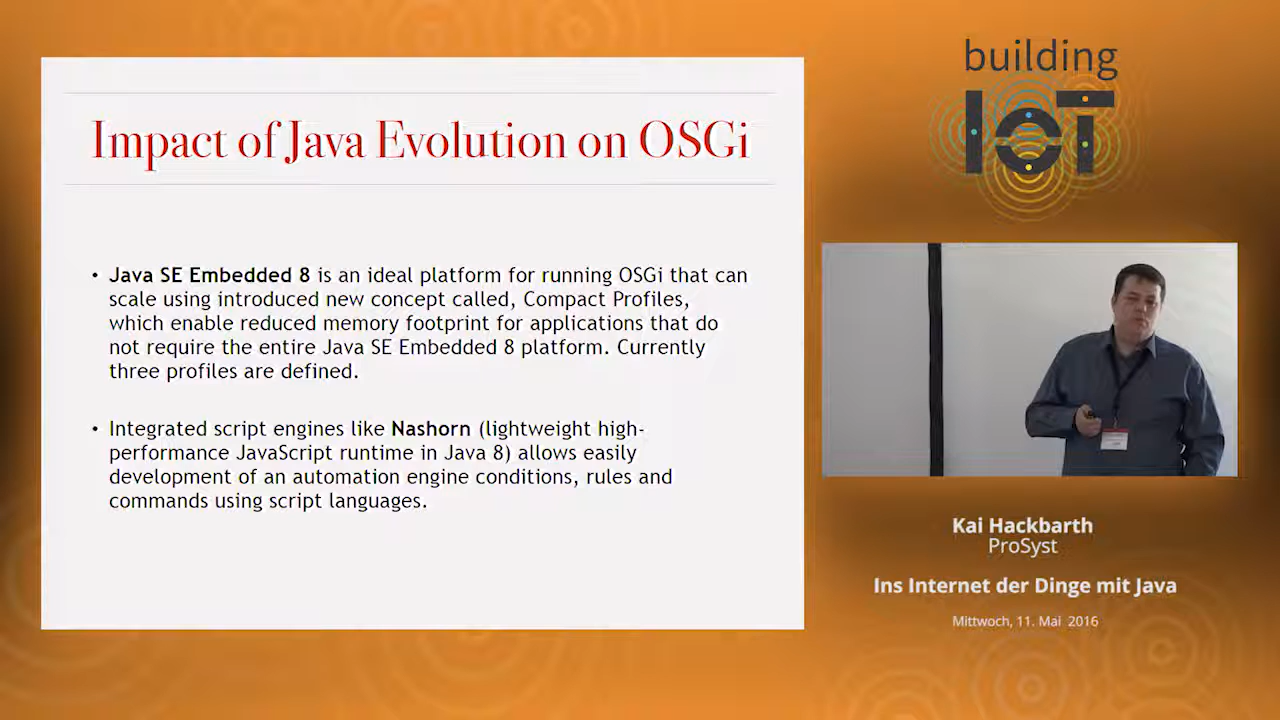 Impact of Java Evolution on OSGi
• Java SE Embedded 8 is an ideal platform for running OSGi that can
scale using introduced new concept called, Compact Profiles,
which enable reduced memory footprint for applications that do
not require the entire Java SE Embedded 8 platform. Currently
three profiles are defined.
• Integrated script engines like Nashorn (lightweight high-
performance JavaScript runtime in Java 8) allows easily
development of an automation engine conditions, rules and
commands using script languages.
building
IoT
Kai Hackbarth
ProSyst
Ins Internet der Dinge mit Java
Mittwoch, 11. Mai 2016